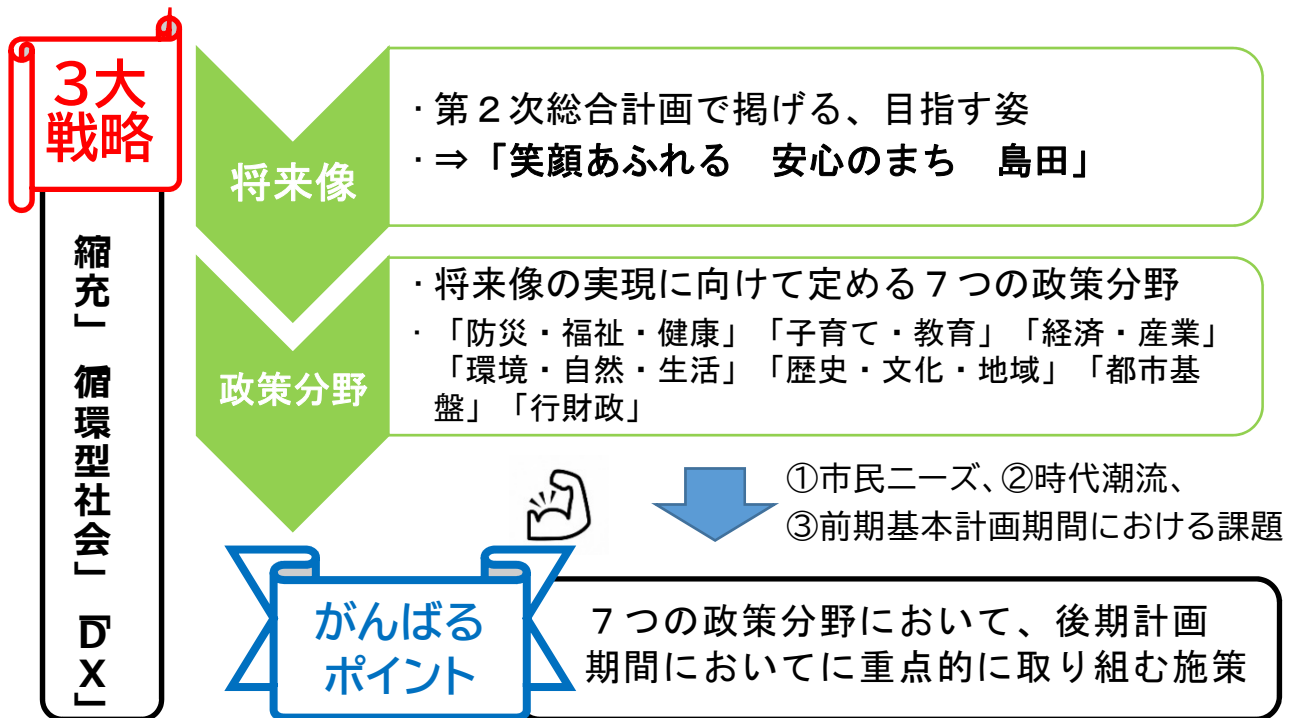 3大
戦略
縮充」 循環型社会」 「DX」
将来像
・第２次総合計画で掲げる、目指す姿
・⇒「笑顔あふれる　安心のまち　島田」
政策分野
・将来像の実現に向けて定める７つの政策分野
・「防災・福祉・健康」「子育て・教育」「経済・産業」
「環境・自然・生活」「歴史・文化・地域」「都市基
盤」「行財政」
①市民ニーズ、②時代潮流、
③前期基本計画期間における課題
がんばる
ポイント
７つの政策分野において、後期計画
期間においてに重点的に取り組む施策